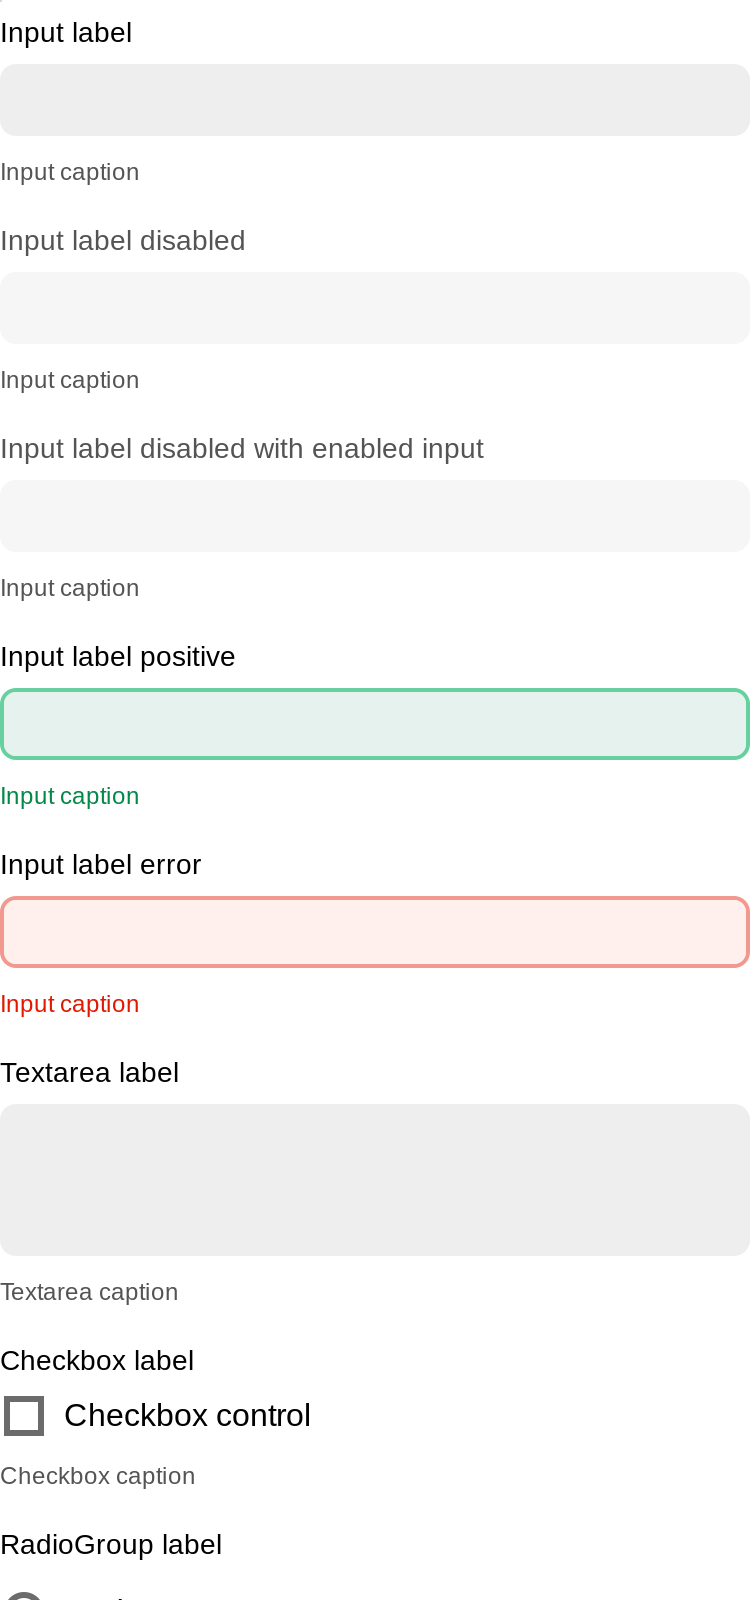 Input label
Input caption
Input label disabled
Input caption
Input label disabled with enabled input
Input caption
Input label positive
Input caption
Input label error
Input caption
Textarea label
Textarea caption
Checkbox label
Checkbox control
Checkbox caption
RadioGroup label